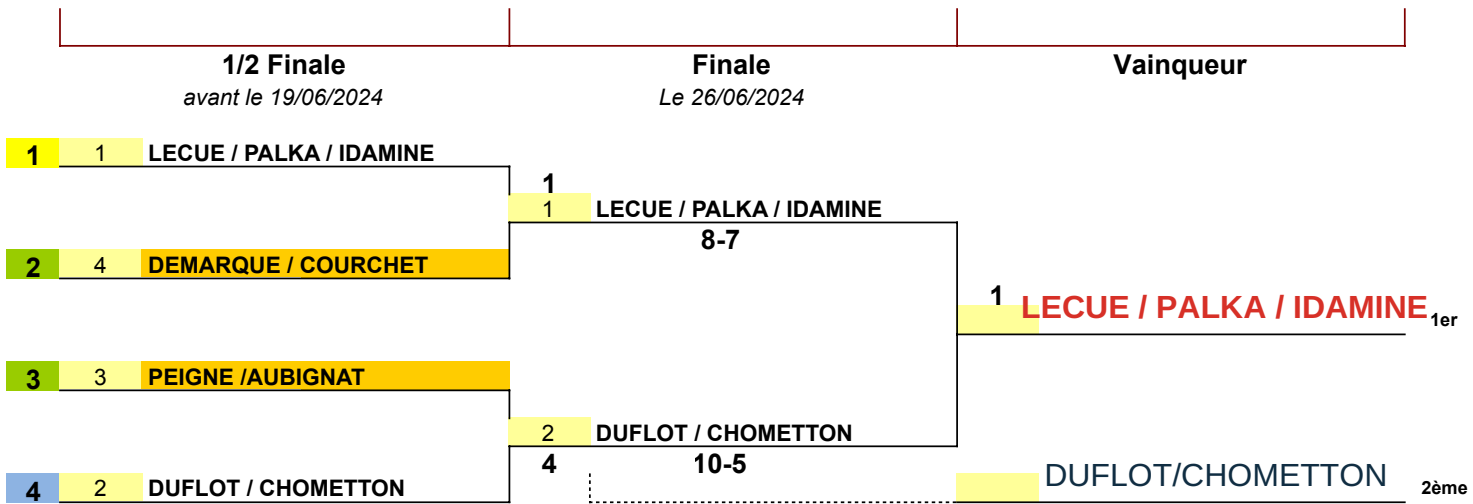 1/2 Finale Finale Vainqueur
avant le 19/06/2024 Le 26/06/2024
1 1 LECUE / PALKA / IDAMINE
1
1 LECUE / PALKA / IDAMINE
8-7
2 4 DEMARQUE / COURCHET
1 LECUE / PALKA / IDAMINE 1er
3 3 PEIGNE /AUBIGNAT
2 DUFLOT / CHOMETTON
4 10-5
4 2 DUFLOT / CHOMETTON
DUFLOT/CHOMETTON 2ème